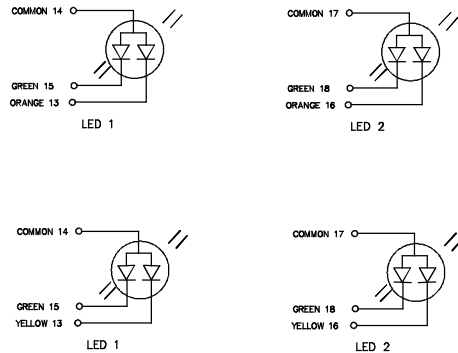 COMMON 14
GREEN 15
ORANGE 13
LED 1
COMMON 17
GREEN 18
ORANGE 16
LED 2
COMMON 14
GREEN 15
YELLOW 13
LED 1
COMMON 17
GREEN 18
YELLOW 16
LED 2